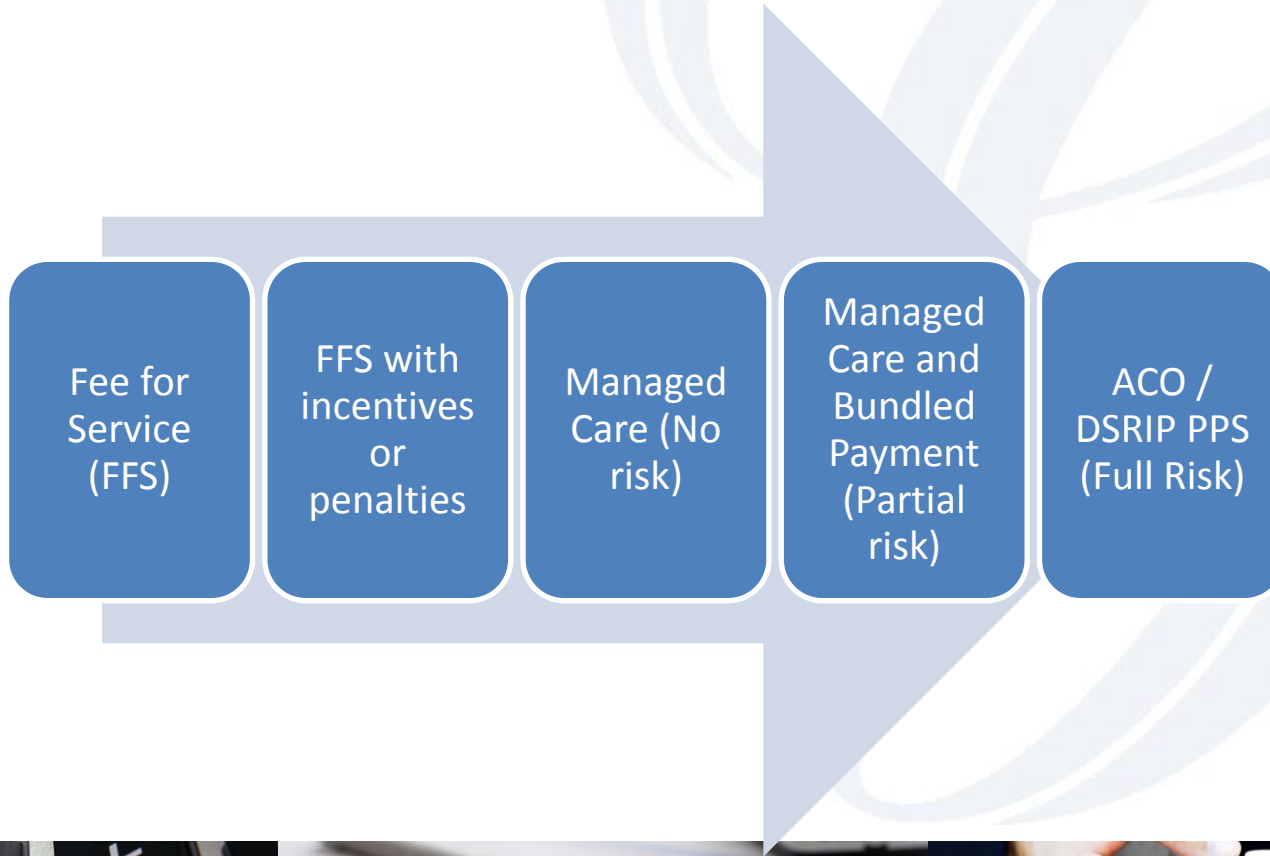 Fee for
Service
(FFS)
FFS with
incentives
or
penalties
Managed
Care (No
risk)
Managed
Care and
Bundled
Payment
(Partial
risk)
ACO /
DSRIP PPS
(Full Risk)